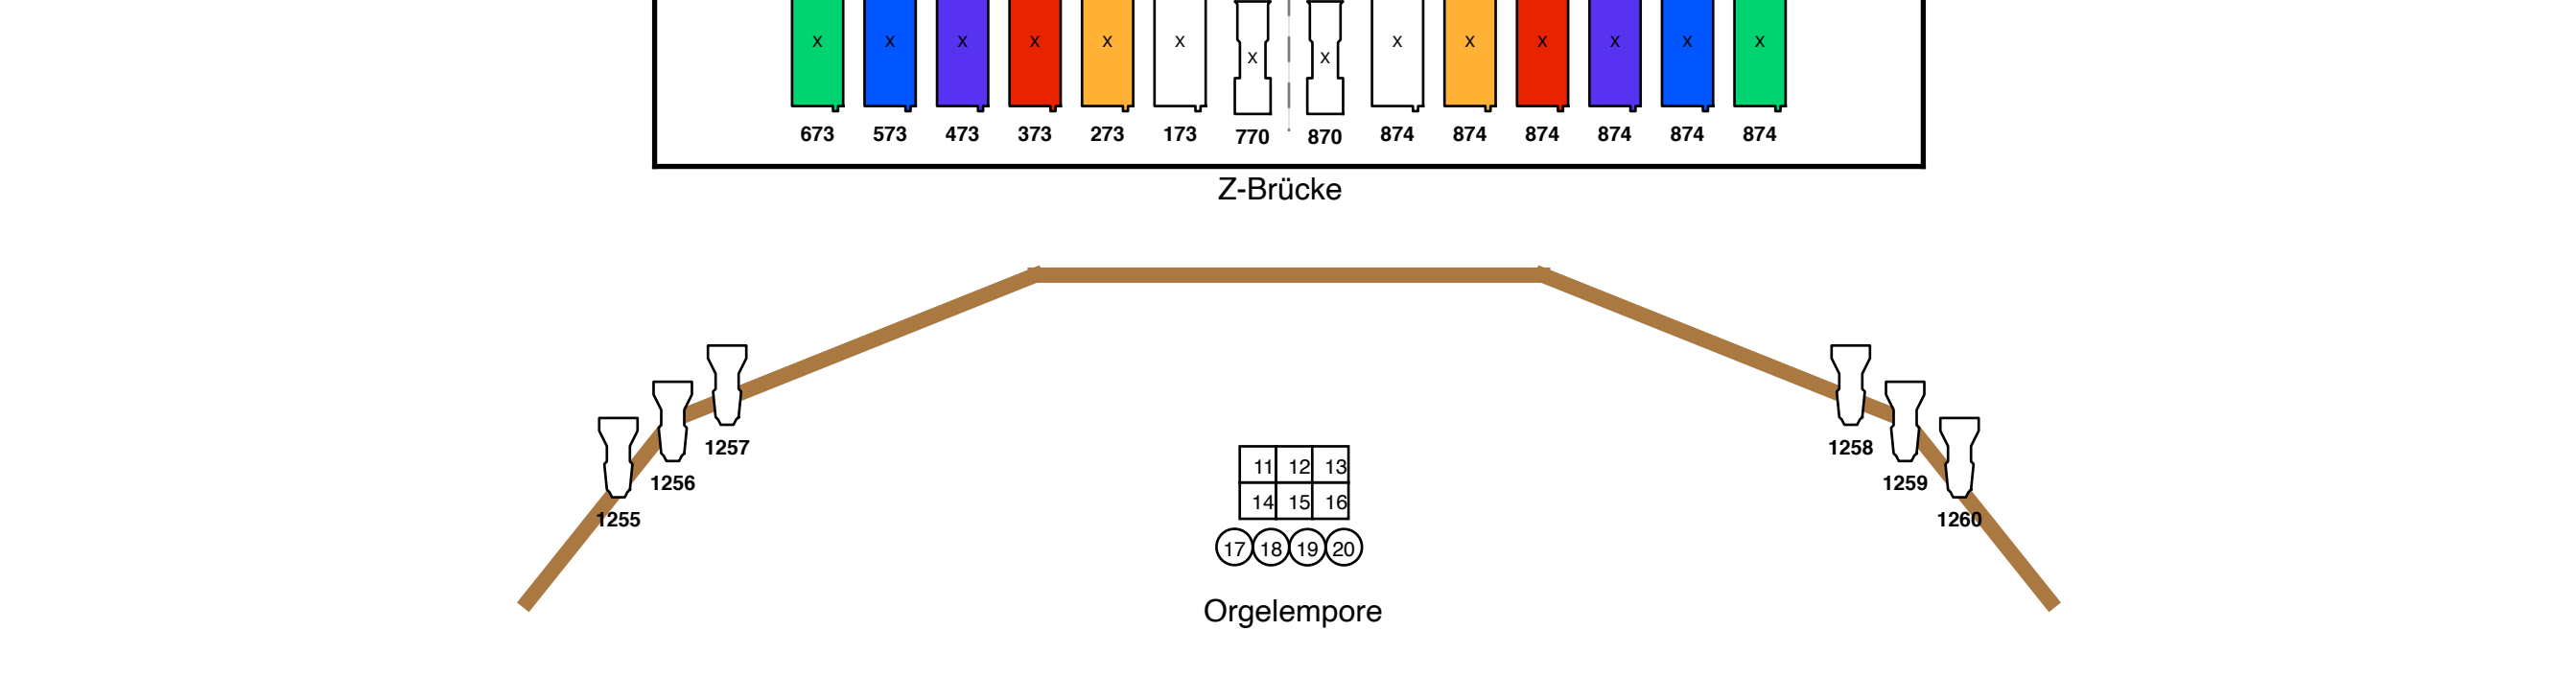 x x x x x x x x x x x x x x
673 573 473 373 273 173 770 870 874 874 874 874 874 874
Z-Brücke
1257 1258
1256 1259
1255 1260
11 12 13
14 15 16
17 18 19 20
Orgelempore